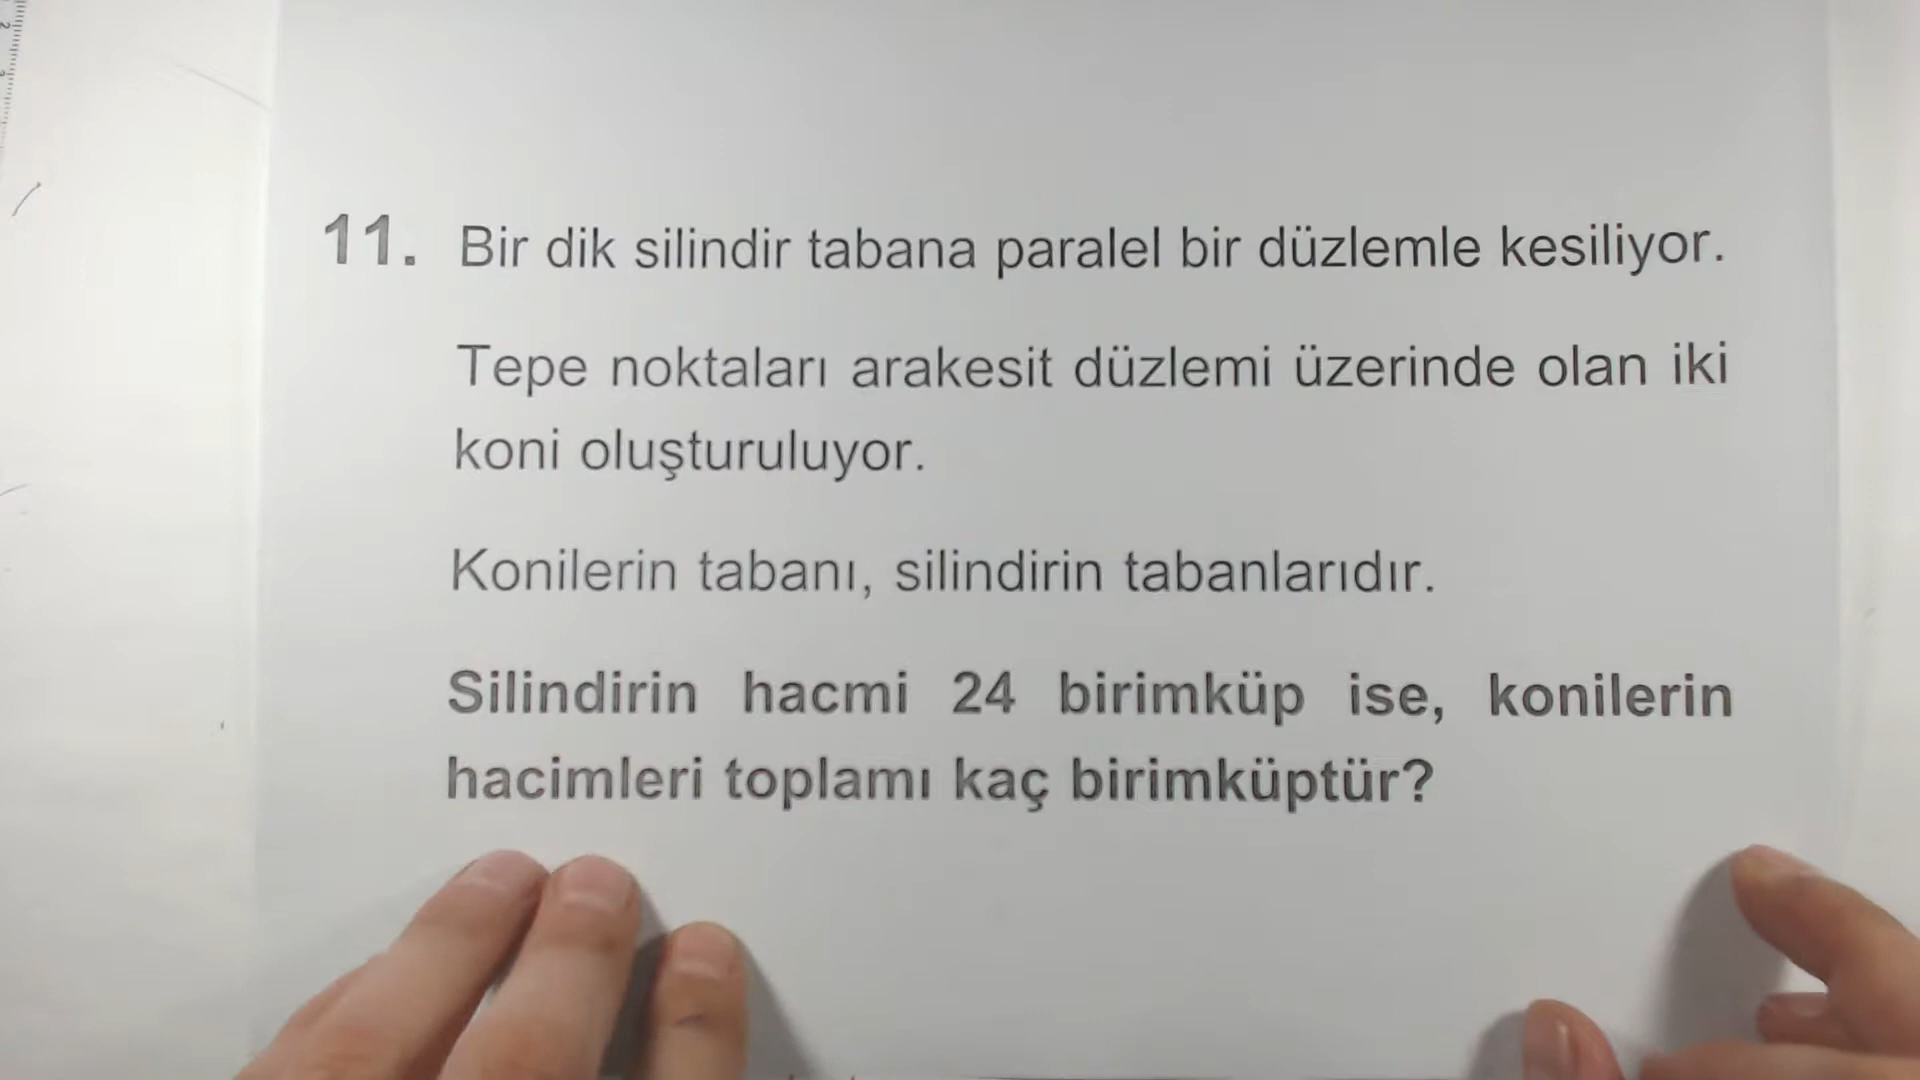 11. Bir dik silindir tabana paralel bir düzlemle kesiliyor.
Tepe noktaları arakesit düzlemi üzerinde olan iki
koni oluşturuluyor.
Konilerin tabanı, silindirin tabanlarıdır.
Silindirin hacmi 24 birimküp ise, konilerin
hacimleri toplamı kaç birimküptür?